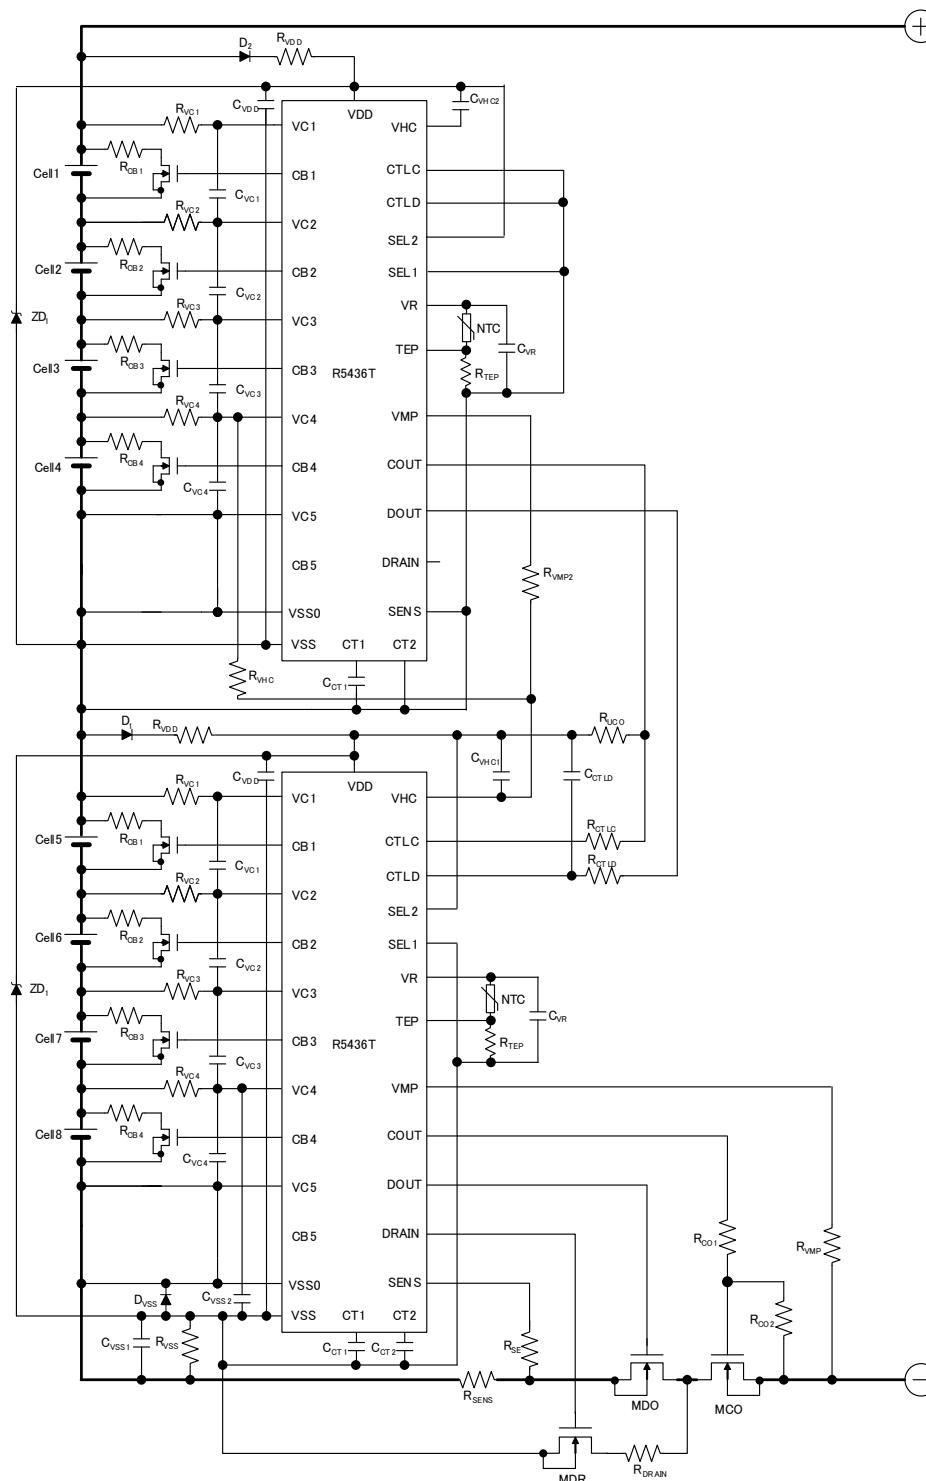 +
D2 RVDD
CVDD
VDD
CVHC2
RVC1
VC1
VHC
Cell1
RCB1
CB1
CTLC
CVC1
CTLD
RVC2
VC2
SEL2
Cell2
RCB2
CB2
SEL1
CVC2
ZD1
RVC3
VC3
VR
NTC
CVR
TEP
RTEP
Cell3
RCB3
CB3
R5436T
CVC3
RVC4
VC4
VMP
Cell4
RCB4
CB4
COUT
CVC4
VC5
DOUT
CB5
DRAIN
RVMP2
VSS0
SENS
VSS
CT1
CT2
RVHC
CCT1
D1
RVDD
RUCO
CVDD
VDD
CVHC1
CCTLD
RVC1
VC1
VHC
Cell5
RCB1
CB1
CTLC
RCTLC
CVC1
CTLD
RCTLD
RVC2
VC2
SEL2
Cell6
RCB2
CB2
SEL1
CVC2
ZD1
RVC3
VC3
VR
NTC
CVR
TEP
RTEP
Cell7
RCB3
CB3
R5436T
CVC3
RVC4
VC4
VMP
Cell8
RCB4
CB4
COUT
CVC4
VC5
DOUT
CB5
DRAIN
RCO1
RVMP
VSS0
SENS
DVSS
CVSS2
VSS
CT1
CT2
RCO2
CVSS1
RVSS
CCT1
CCT2
RSE
RSENS
MDO
MCO
−
RDRAIN
MDR